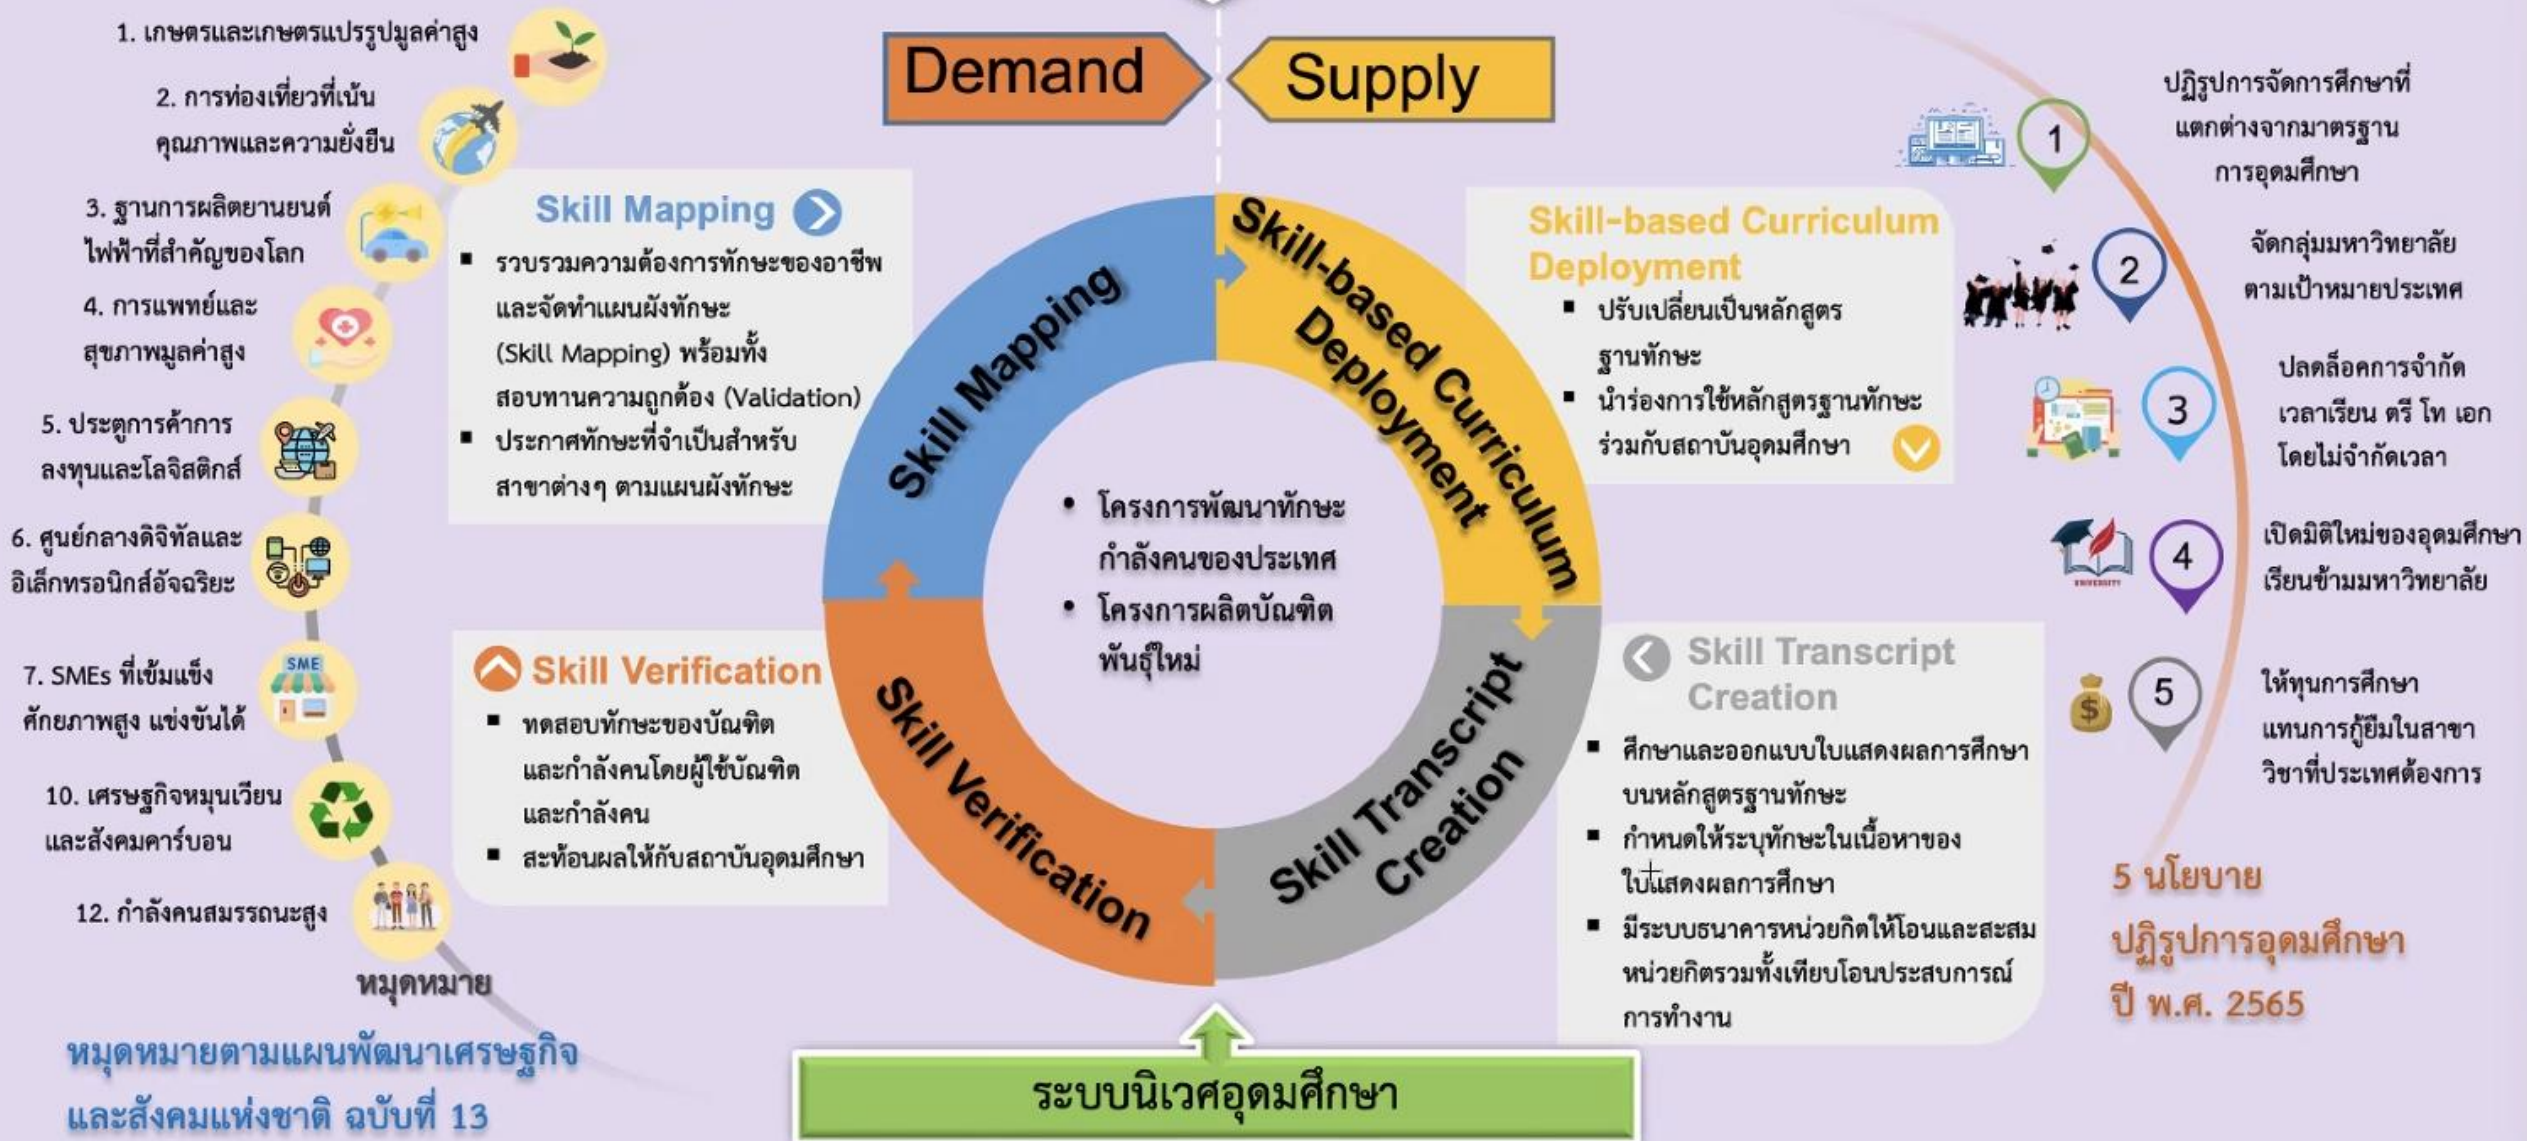 Demand
Supply
1. เกษตรและเกษตรแปรรูปมูลค่าสูง
2. การท่องเที่ยวที่เน้น
คุณภาพและความยั่งยืน
3. ฐานการผลิตยานยนต์
ไฟฟ้าที่สำคัญของโลก
4. การแพทย์และ
สุขภาพมูลค่าสูง
5. ประตูการค้าการ
ลงทุนและโลจิสติกส์
6. ศูนย์กลางดิจิทัลและ
อิเล็กทรอนิกส์อัจฉริยะ
7. SMEs ที่เข้มแข็ง
ศักยภาพสูง แข่งขันได้
SME
10. เศรษฐกิจหมุนเวียน
และสังคมคาร์บอน
12. กำลังคนสมรรถนะสูง
หมุดหมาย
หมุดหมายตามแผนพัฒนาเศรษฐกิจ
และสังคมแห่งชาติ ฉบับที่ 13
Skill Mapping
▪ รวบรวมความต้องการทักษะของอาชีพ
และจัดทำแผนผังทักษะ
(Skill Mapping) พร้อมทั้ง
สอบทานความถูกต้อง (Validation)
▪ ประกาศทักษะที่จำเป็นสำหรับ
สาขาต่างๆ ตามแผนผังทักษะ
Skill Verification
▪ ทดสอบทักษะของบัณฑิต
และกำลังคนโดยผู้ใช้บัณฑิต
และกำลังคน
▪ สะท้อนผลให้กับสถาบันอุดมศึกษา
Skill Mapping
Skill-based Curriculum
Deployment
Skill Transcript
Creation
Skill Verification
• โครงการพัฒนาทักษะ
กำลังคนของประเทศ
• โครงการผลิตบัณฑิต
พันธุ์ใหม่
Skill-based Curriculum
Deployment
▪ ปรับเปลี่ยนเป็นหลักสูตร
ฐานทักษะ
▪ นำร่องการใช้หลักสูตรฐานทักษะ
ร่วมกับสถาบันอุดมศึกษา
Skill Transcript
Creation
▪ ศึกษาและออกแบบใบแสดงผลการศึกษา
บนหลักสูตรฐานทักษะ
▪ กำหนดให้ระบุทักษะในเนื้อหาของ
ใบแสดงผลการศึกษา
▪ มีระบบธนาคารหน่วยกิตให้โอนและสะสม
หน่วยกิตรวมทั้งเทียบโอนประสบการณ์
การทำงาน
1
ปฏิรูปการจัดการศึกษาที่
แตกต่างจากมาตรฐาน
การอุดมศึกษา
2
จัดกลุ่มมหาวิทยาลัย
ตามเป้าหมายประเทศ
3
ปลดล็อคการจำกัด
เวลาเรียน ตรี โท เอก
โดยไม่จำกัดเวลา
UNIVERSITY
4
เปิดมิติใหม่ของอุดมศึกษา
เรียนข้ามมหาวิทยาลัย
$
5
ให้ทุนการศึกษา
แทนการกู้ยืมในสาขา
วิชาที่ประเทศต้องการ
5 นโยบาย
ปฏิรูปการอุดมศึกษา
ปี พ.ศ. 2565
ระบบนิเวศอุดมศึกษา